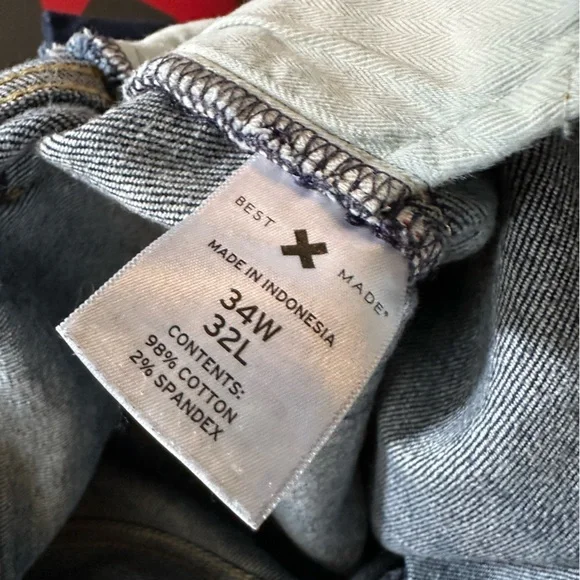 BEST X MADE®
MADE IN INDONESIA
34W
32L
CONTENTS:
98% COTTON
2% SPANDEX